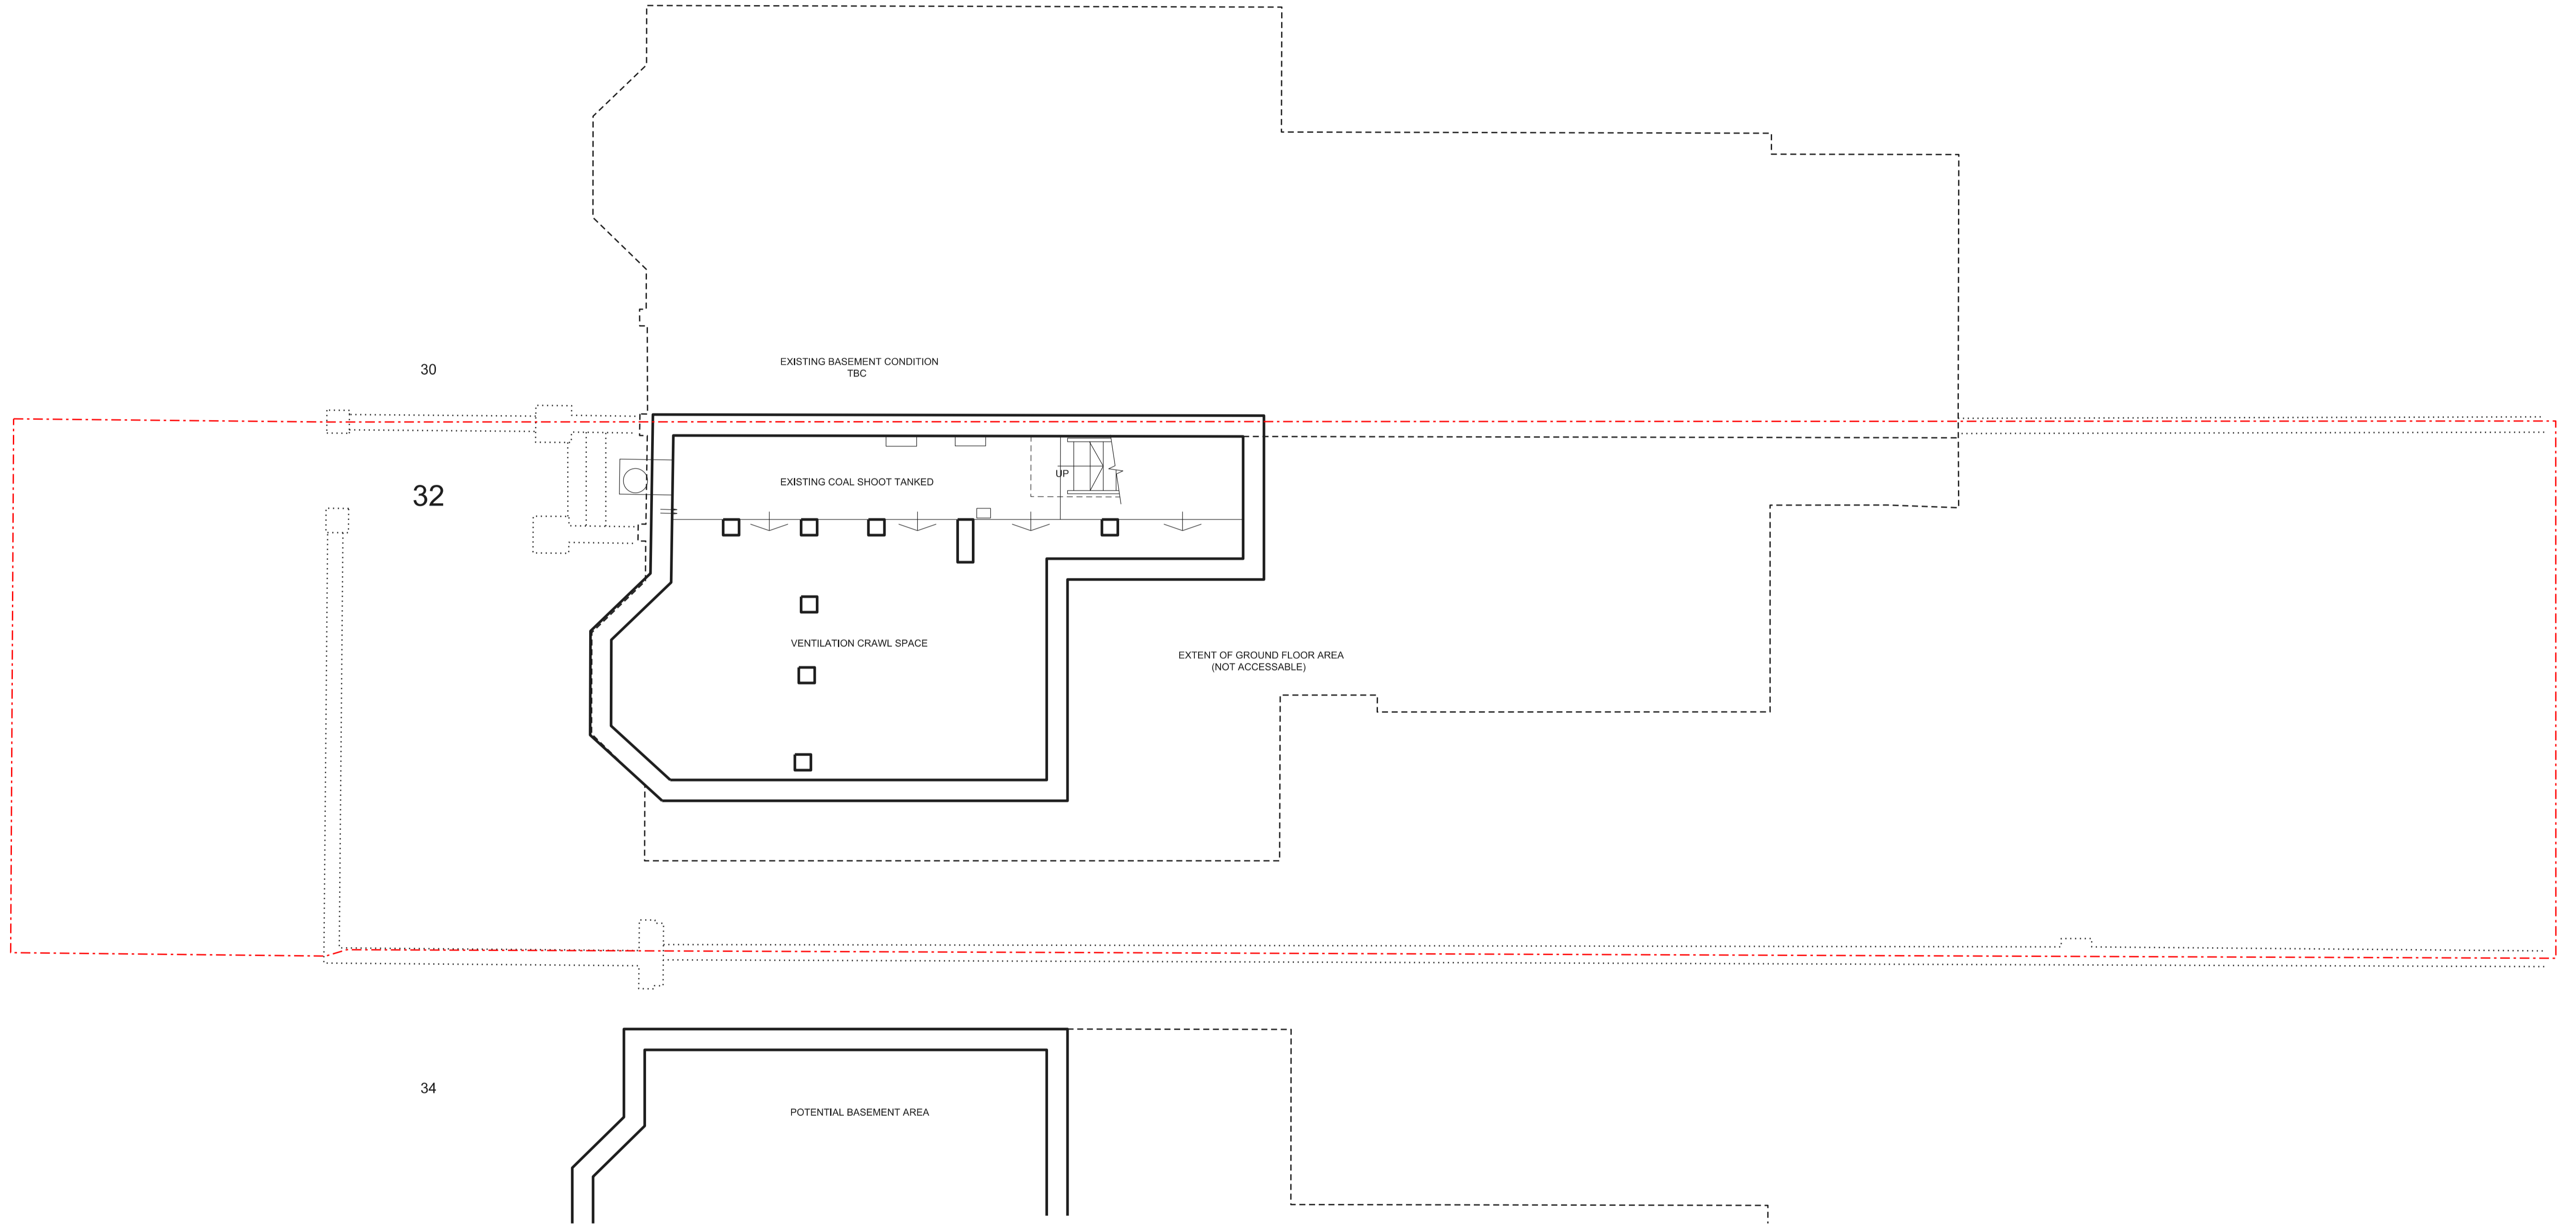 30
EXISTING BASEMENT CONDITION
TBC
32
EXISTING COAL SHOOT TANKED
UP
VENTILATION CRAWL SPACE
EXTENT OF GROUND FLOOR AREA
(NOT ACCESSABLE)
34
POTENTIAL BASEMENT AREA